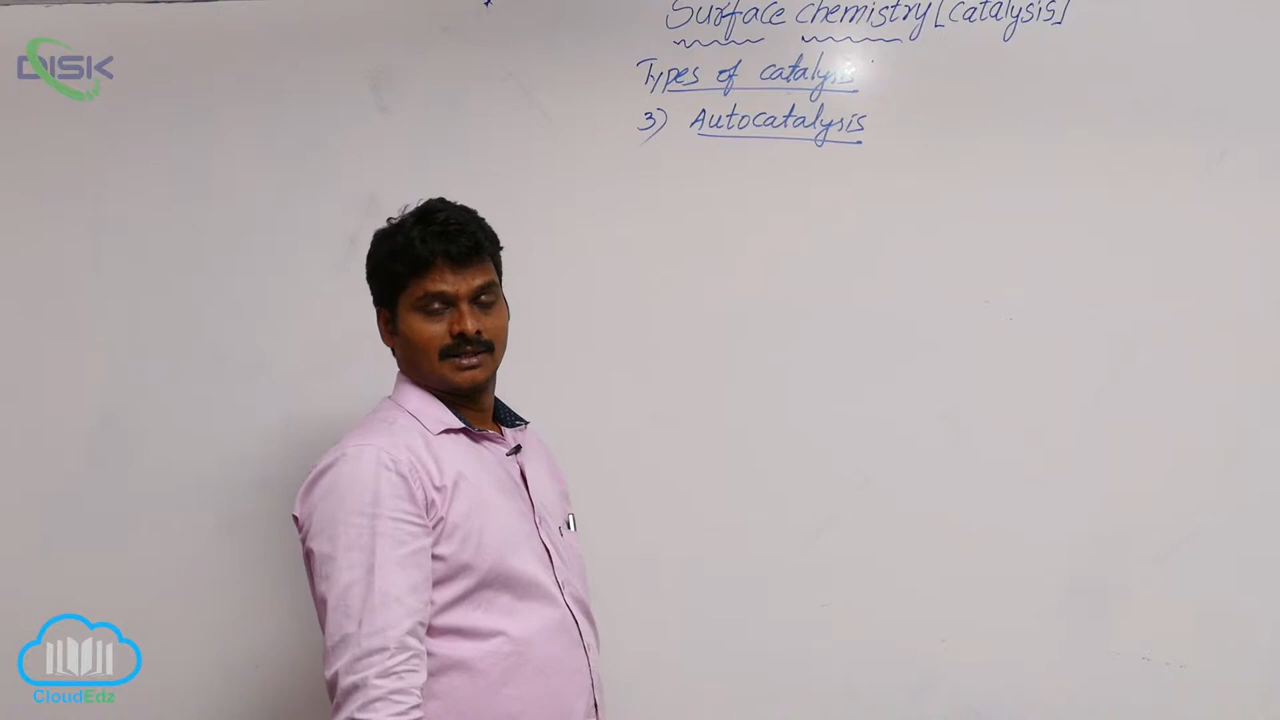 Surface chemistry [catalysis]
Types of catalysis
3) Autocatalysis
DISK
CloudEdz